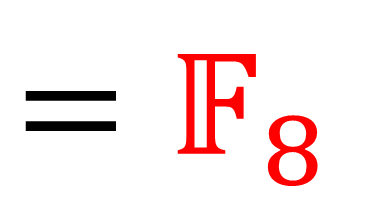 = 𝔽₈